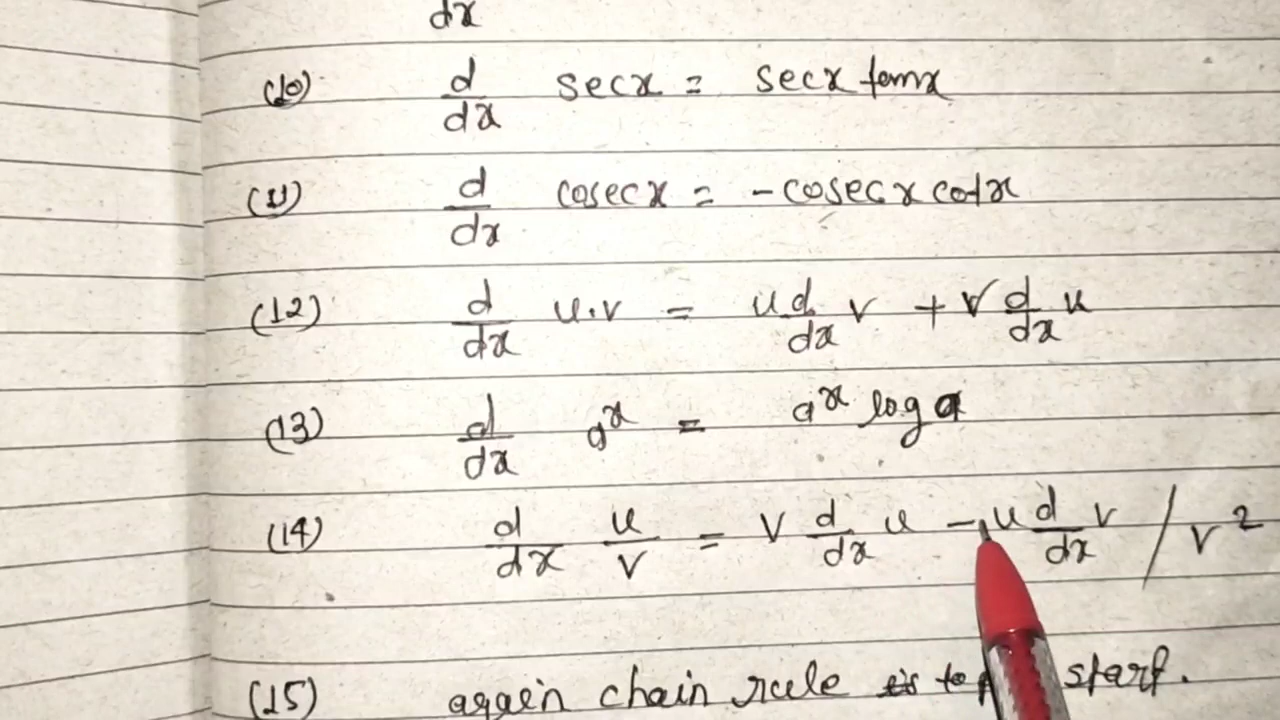 dx
(10) d/dx secx = secx tanx
(11) d/dx cosecx = -cosecx cotx
(12) d/dx u.v = u d/dx v + v d/dx u
(13) d/dx a^x = a^x log a
(14) d/dx u/v = v d/dx u - u d/dx v / v^2
(15) again chain rule start.